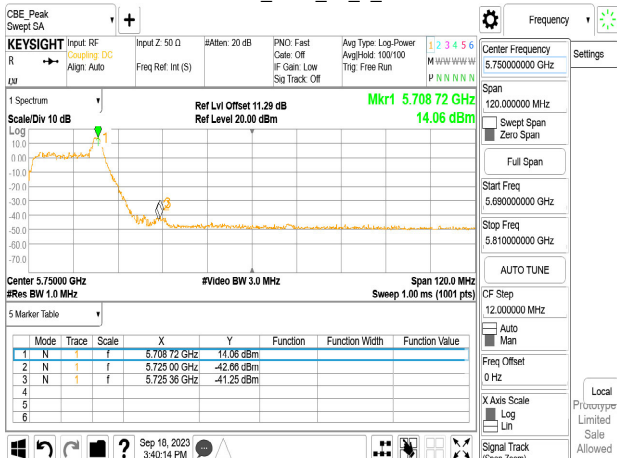 CBE_Peak
Swept SA
Frequency
KEYSIGHT
R
Input: RF
Coupling: DC
Align: Auto
Input Z: 50 Ω
Freq Ref: Int (S)
#Atten: 20 dB
PNO: Fast
Gate: Off
IF Gain: Low
Sig Track: Off
Avg Type: Log-Power
Avg|Hold: 100/100
Trig: Free Run
1 2 3 4 5 6
M W W W W W
P N N N N N
Center Frequency
5.750000000 GHz
Settings
Span
120.000000 MHz
Swept Span
Zero Span
Full Span
Start Freq
5.690000000 GHz
Stop Freq
5.810000000 GHz
AUTO TUNE
CF Step
12.000000 MHz
Auto
Man
Freq Offset
0 Hz
X Axis Scale
Log
Lin
Signal Track
(Span Zoom)
Local
Prototype
Limited
Sale
Allowed
1 Spectrum
Scale/Div 10 dB
Ref Lvl Offset 11.29 dB
Ref Level 20.00 dBm
Mkr1 5.708 72 GHz
14.06 dBm
Log
10.0
0.00
-10.0
-20.0
-30.0
-40.0
-50.0
-60.0
-70.0
1
3
Center 5.75000 GHz
#Res BW 1.0 MHz
#Video BW 3.0 MHz
Span 120.0 MHz
Sweep 1.00 ms (1001 pts)
5 Marker Table
Mode Trace Scale X Y Function Function Width Function Value
1 N 1 f 5.708 72 GHz 14.06 dBm
2 N 1 f 5.725 00 GHz -42.66 dBm
3 N 1 f 5.725 36 GHz -41.25 dBm
4
5
6
?
Sep 18, 2023
3:40:14 PM